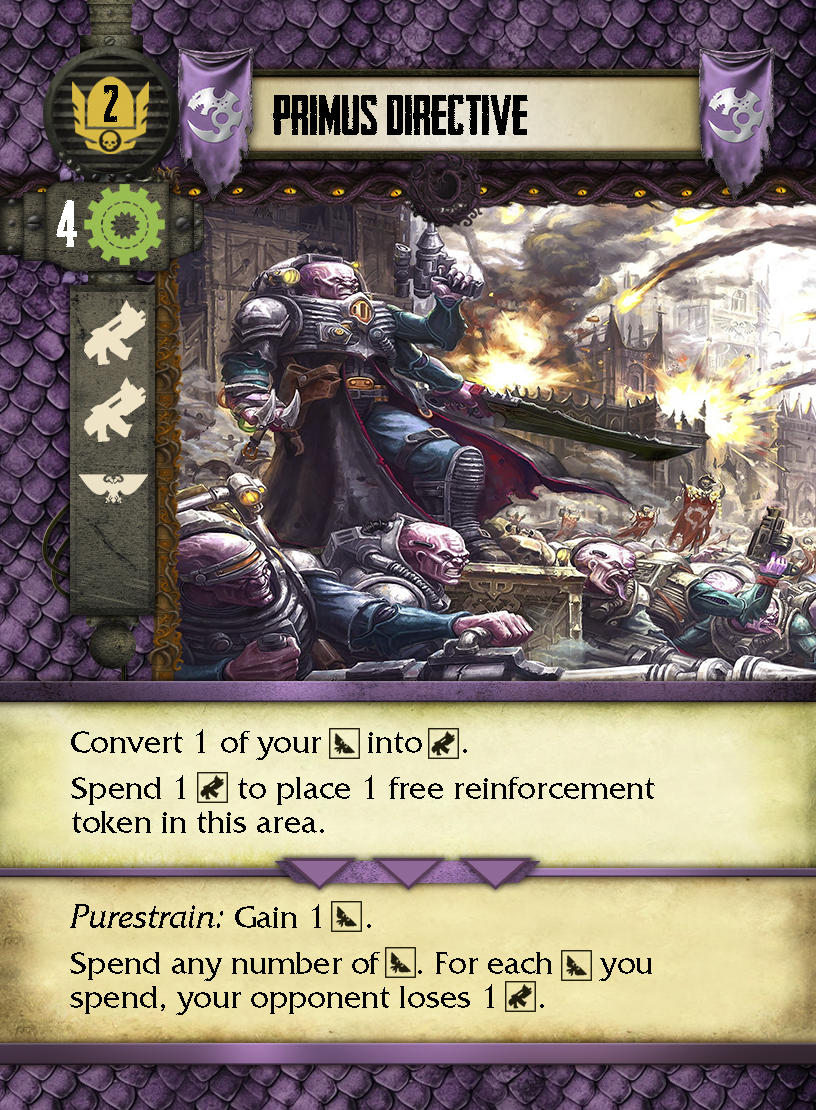 2
PRIMUS DIRECTIVE
4
Convert 1 of your into .
Spend 1 to place 1 free reinforcement
token in this area.
Purestrain: Gain 1 .
Spend any number of . For each you
spend, your opponent loses 1 .